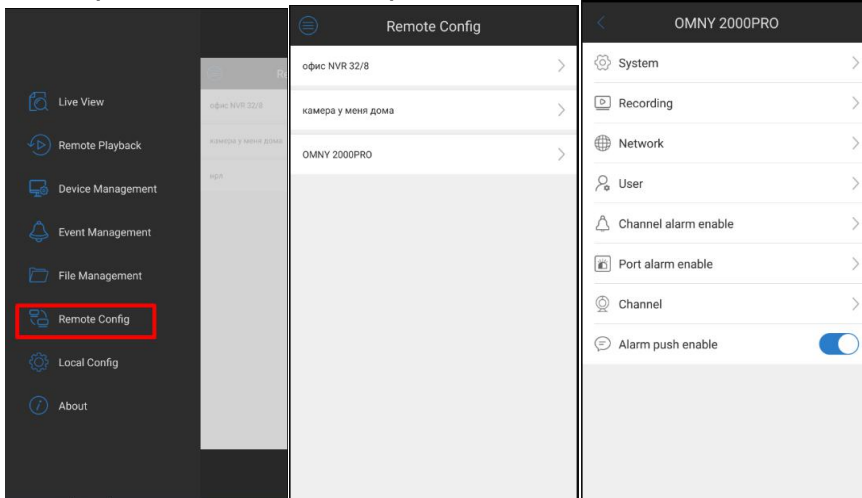 Live View
Remote Playback
Device Management
Event Management
File Management
Remote Config
Local Config
About
офис NVR 32/8
камера у меня дома
Remote Config
офис NVR 32/8
камера у меня дома
OMNY 2000PRO
OMNY 2000PRO
System
Recording
Network
User
Channel alarm enable
Port alarm enable
Channel
Alarm push enable